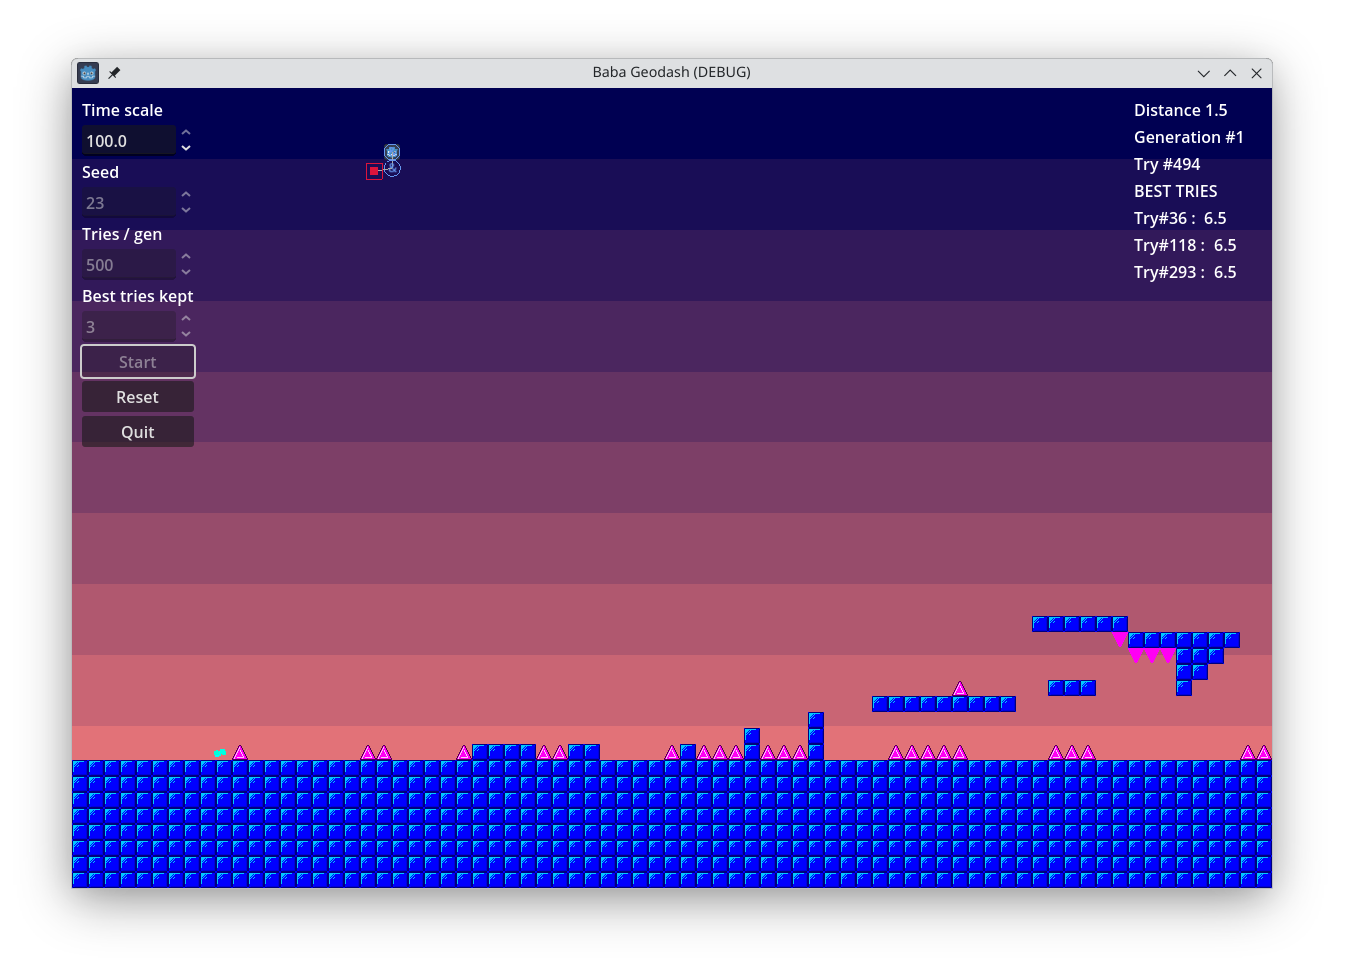 Baba Geodash (DEBUG)
Time scale
100.0
Seed
23
Tries / gen
500
Best tries kept
3
Start
Reset
Quit
Distance 1.5
Generation #1
Try #494
BEST TRIES
Try#36 : 6.5
Try#118 : 6.5
Try#293 : 6.5